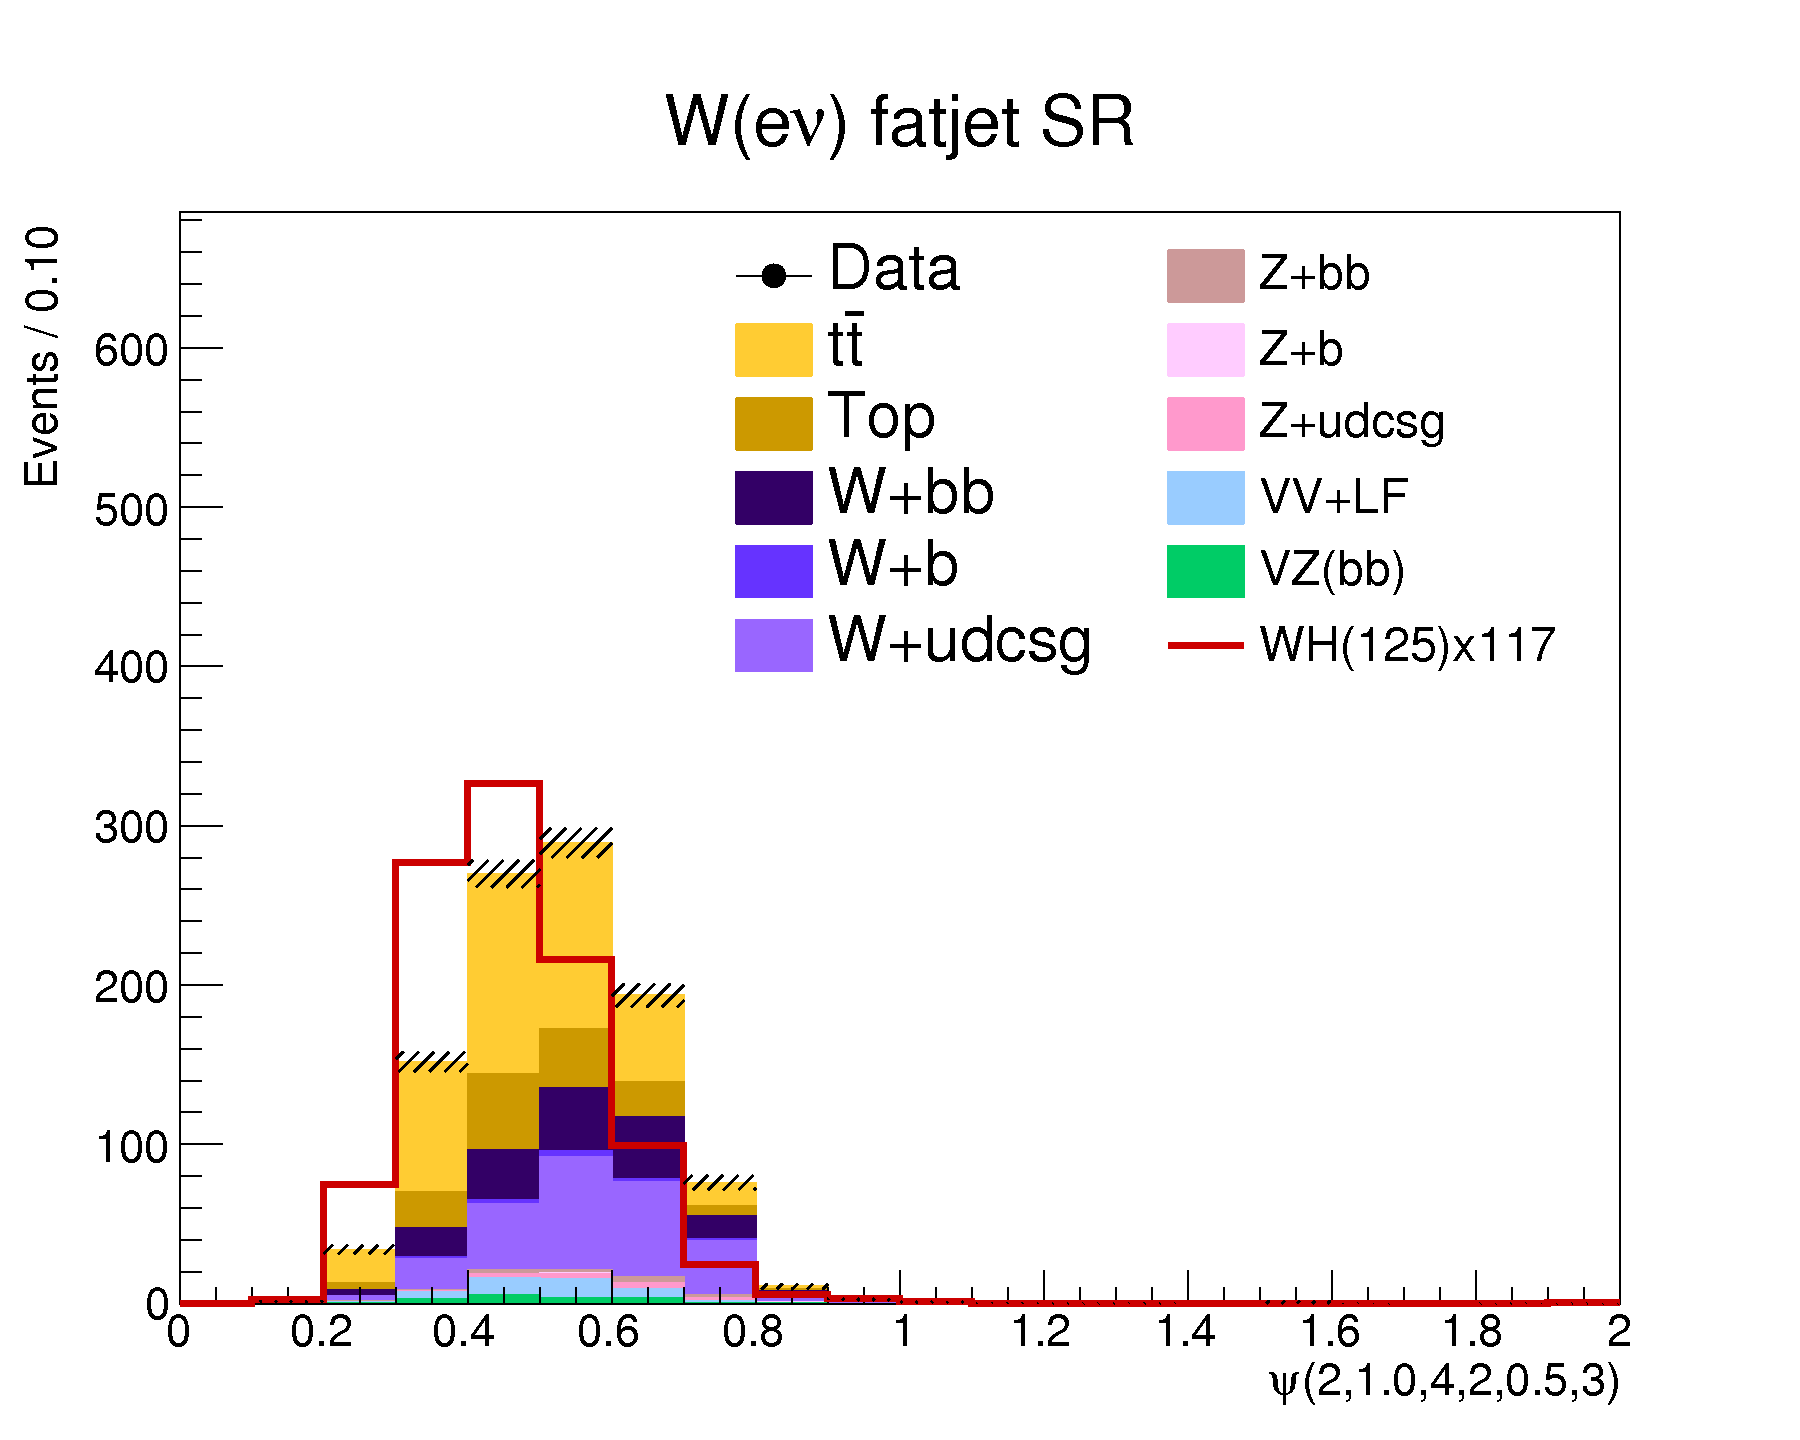 W(eν) fatjet SR
Events / 0.10
600
500
400
300
200
100
0
Data
tt̄
Top
W+bb
W+b
W+udcsg
Z+bb
Z+b
Z+udcsg
VV+LF
VZ(bb)
WH(125)x117
0 0.2 0.4 0.6 0.8 1 1.2 1.4 1.6 1.8 2
ψ(2,1.0,4,2,0.5,3)